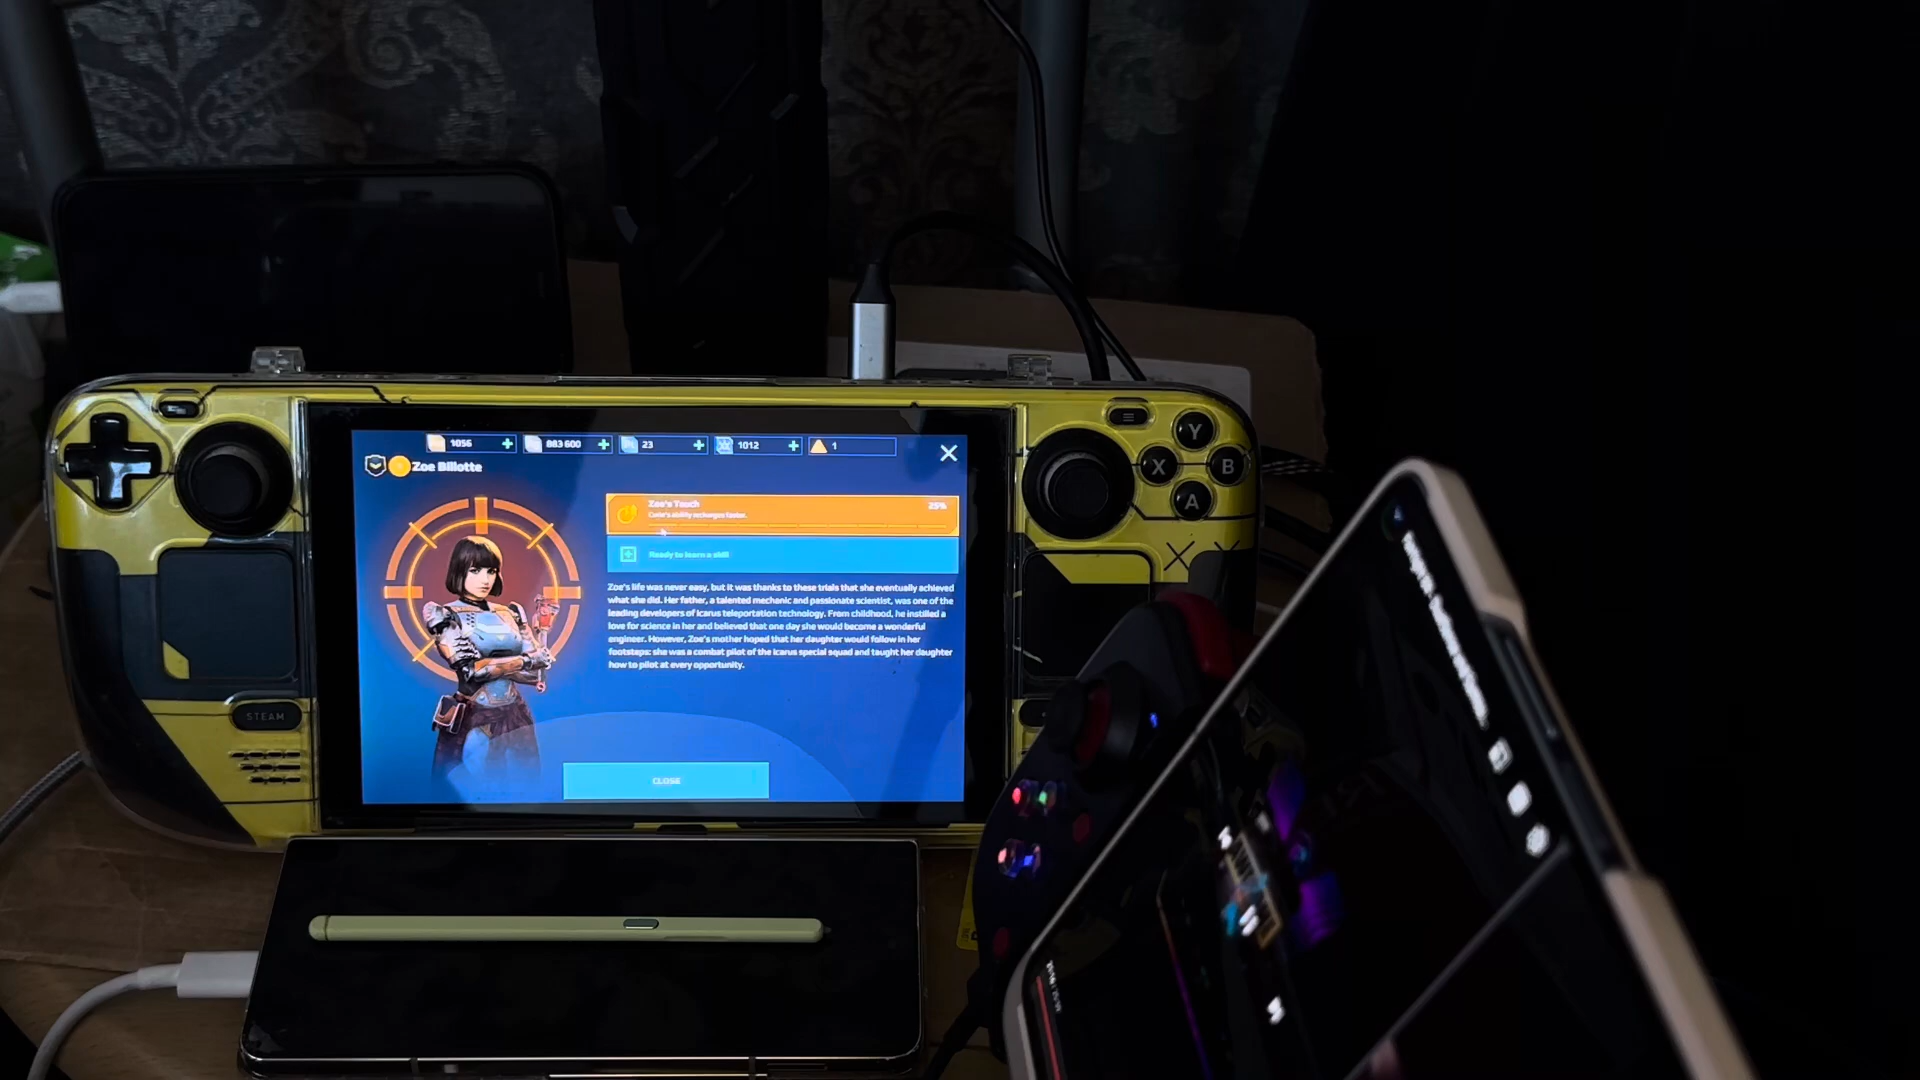 1056
883 600
23
1012
1
Zoe Billotte
Zoe's Touch
25%
Core's ability recharges faster.
Ready to learn a skill
Zoe's life was never easy, but it was thanks to these trials that she eventually achieved
what she did. Her father, a talented mechanic and passionate scientist, was one of the
leading developers of Icarus teleportation technology. From childhood, he instilled a
love for science in her and believed that one day she would become a wonderful
engineer. However, Zoe's mother hoped that her daughter would follow in her
footsteps: she was a combat pilot of the Icarus special squad and taught her daughter
how to pilot at every opportunity.
CLOSE
STEAM
Y
X
B
A